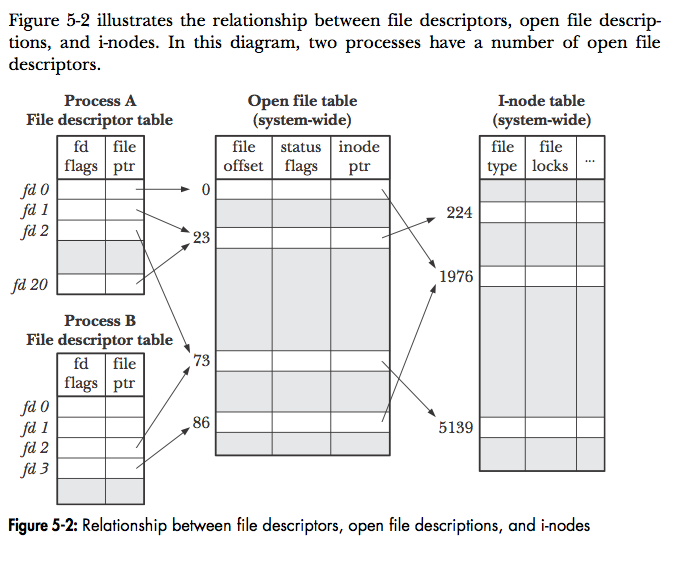 Figure 5-2 illustrates the relationship between file descriptors, open file descrip-
tions, and i-nodes. In this diagram, two processes have a number of open file
descriptors.
Process A
File descriptor table
fd flags
file ptr
fd 0
fd 1
fd 2
fd 20
Process B
File descriptor table
fd flags
file ptr
fd 0
fd 1
fd 2
fd 3
Open file table
(system-wide)
file offset
status flags
inode ptr
0
23
73
86
I-node table
(system-wide)
file type
file locks
...
224
1976
5139
Figure 5-2: Relationship between file descriptors, open file descriptions, and i-nodes